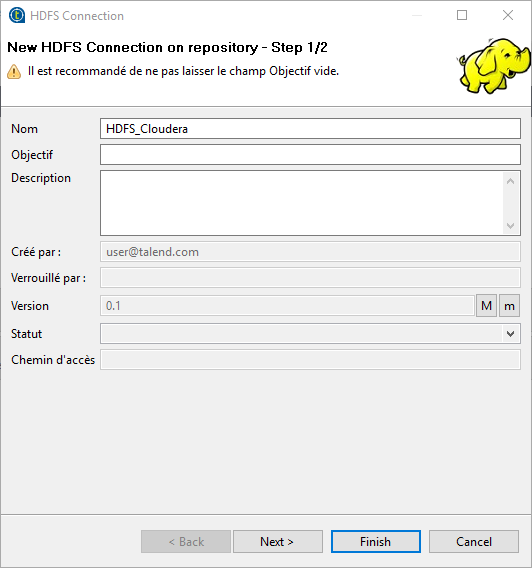 HDFS Connection
New HDFS Connection on repository - Step 1/2
Il est recommandé de ne pas laisser le champ Objectif vide.
Nom HDFS_Cloudera
Objectif
Description
Créé par : user@talend.com
Verrouillé par :
Version 0.1 M m
Statut
Chemin d'accès
< Back Next > Finish Cancel